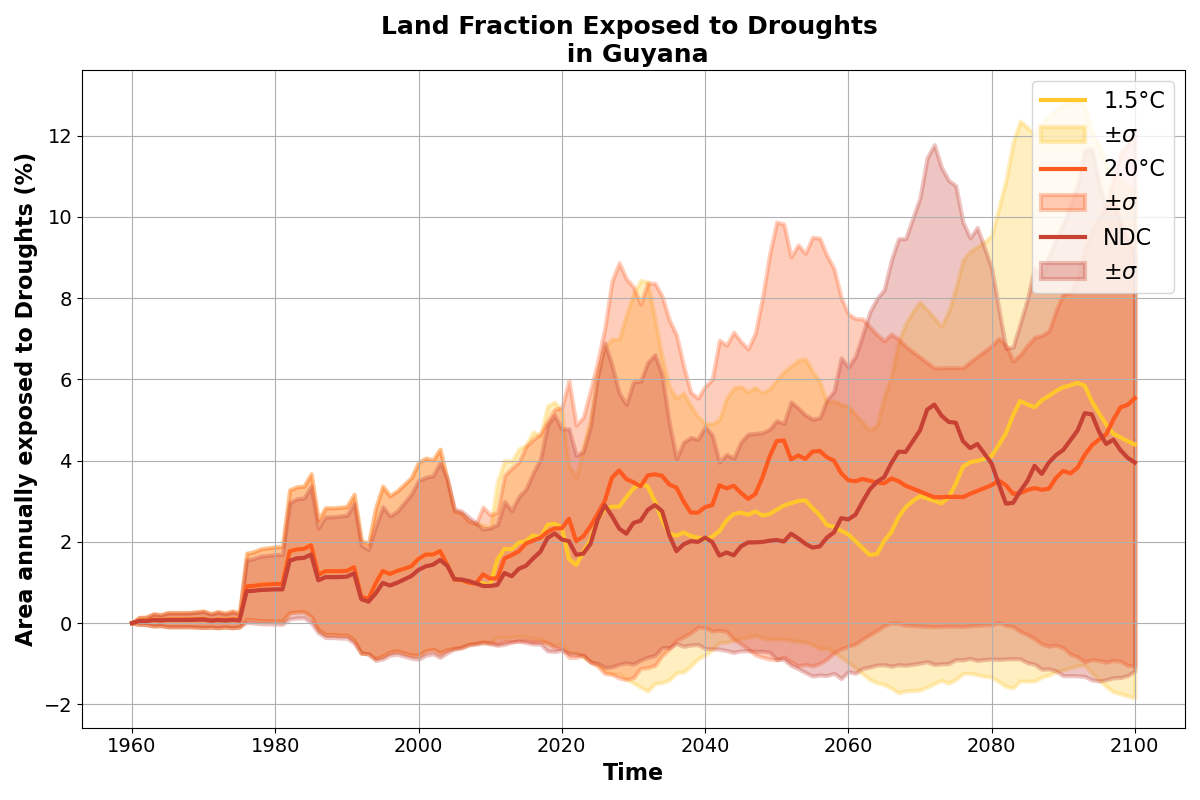 Land Fraction Exposed to Droughts
in Guyana
Area annually exposed to Droughts (%)
12
10
8
6
4
2
0
−2
1.5°C
±σ
2.0°C
±σ
NDC
±σ
1960 1980 2000 2020 2040 2060 2080 2100
Time